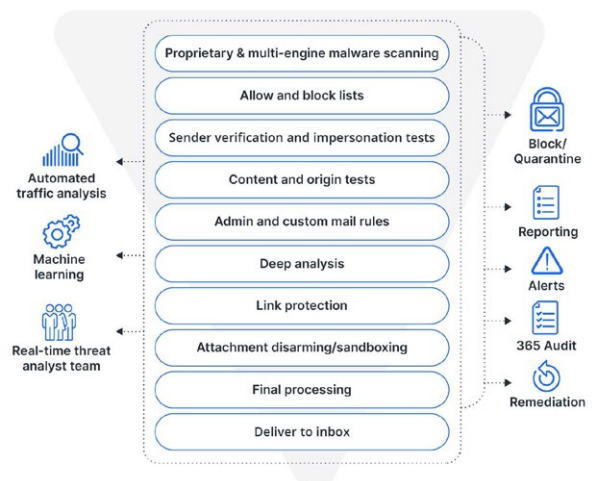 Proprietary & multi-engine malware scanning
Allow and block lists
Sender verification and impersonation tests
Content and origin tests
Admin and custom mail rules
Deep analysis
Link protection
Attachment disarming/sandboxing
Final processing
Deliver to inbox
Automated
traffic analysis
Machine
learning
Real-time threat
analyst team
Block/
Quarantine
Reporting
Alerts
365 Audit
Remediation